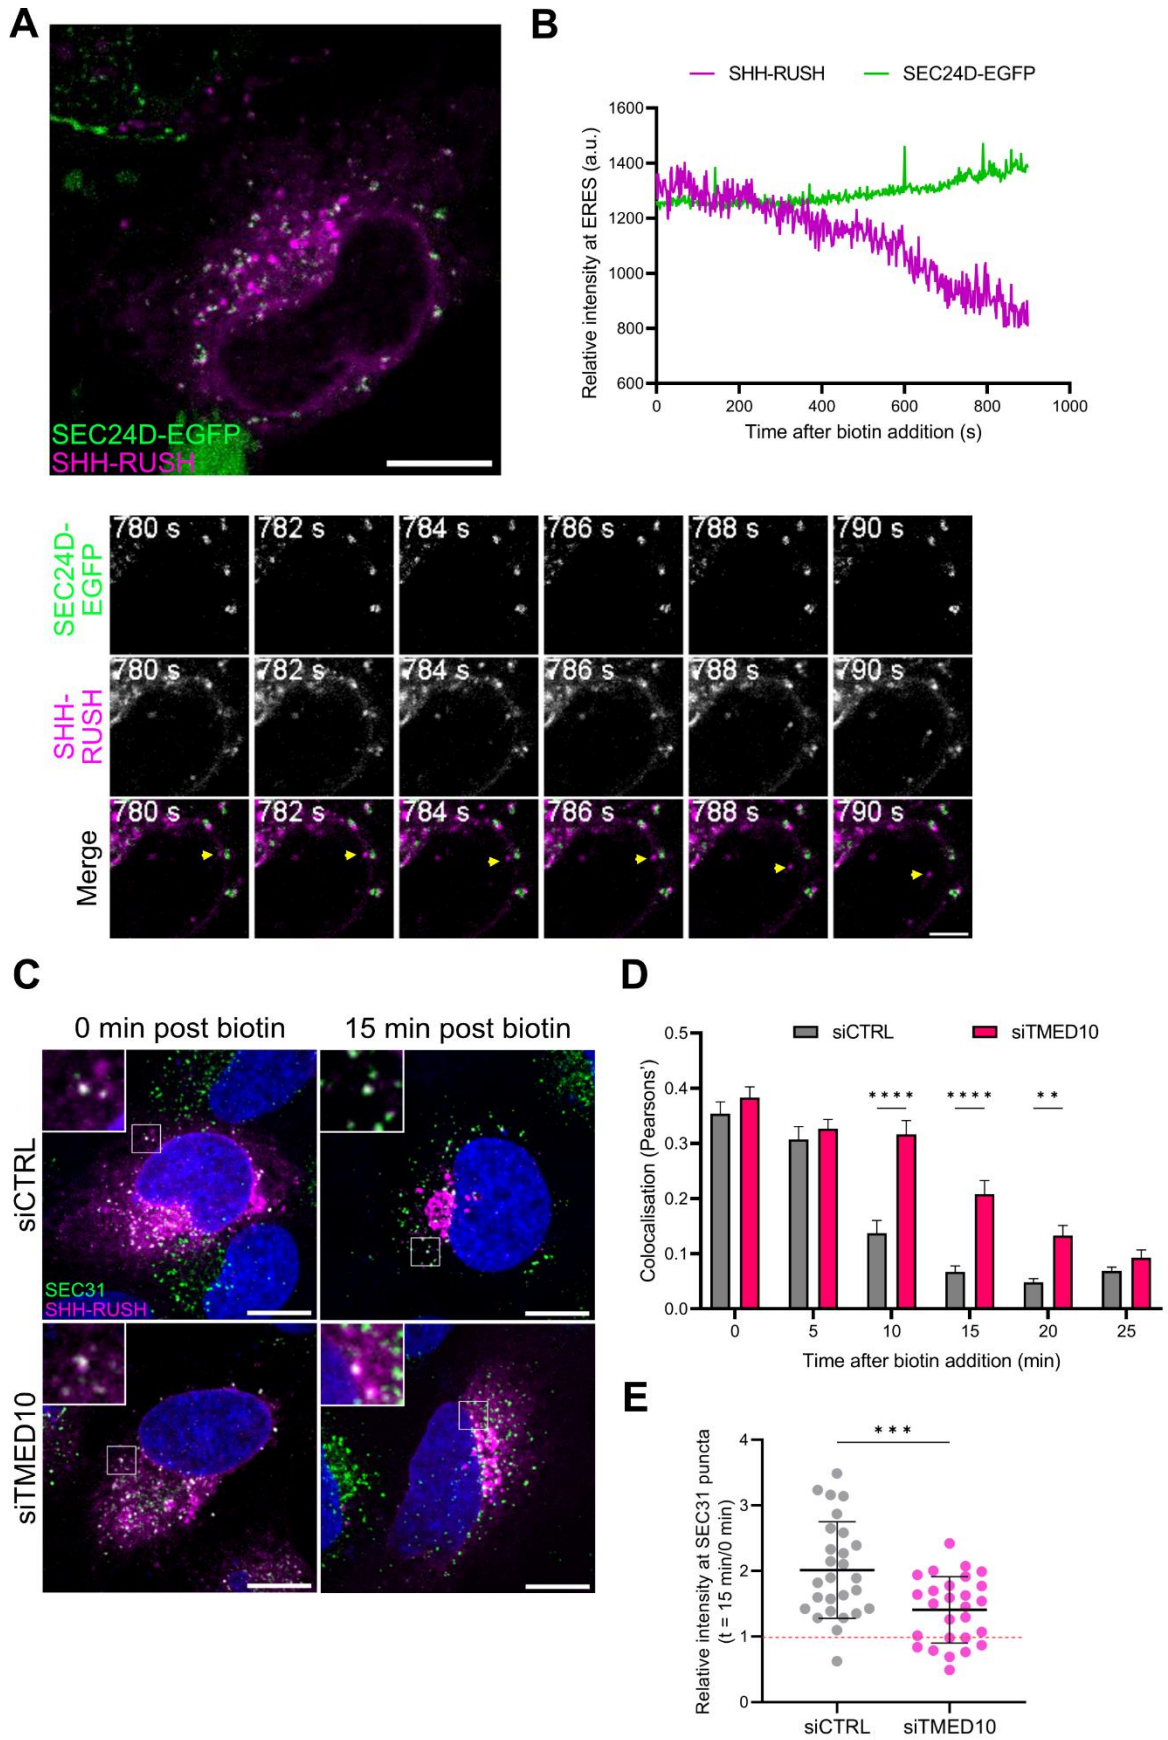 A
SEC24D-EGFP
SHH-RUSH
B
SHH-RUSH
SEC24D-EGFP
Relative intensity at ERES (a.u.)
1600
1400
1200
1000
800
600
0 200 400 600 800 1000
Time after biotin addition (s)
SEC24D-
EGFP
780 s 782 s 784 s 786 s 788 s 790 s
SHH-
RUSH
780 s 782 s 784 s 786 s 788 s 790 s
Merge
780 s 782 s 784 s 786 s 788 s 790 s
C
0 min post biotin 15 min post biotin
siCTRL
SEC31
SHH-RUSH
siTMED10
D
siCTRL siTMED10
Colocalisation (Pearsons')
0.5
0.4
0.3
0.2
0.1
0.0
**** **** **
0 5 10 15 20 25
Time after biotin addition (min)
E
Relative intensity at SEC31 puncta
(t = 15 min/0 min)
4
3
2
1
0
***
siCTRL siTMED10